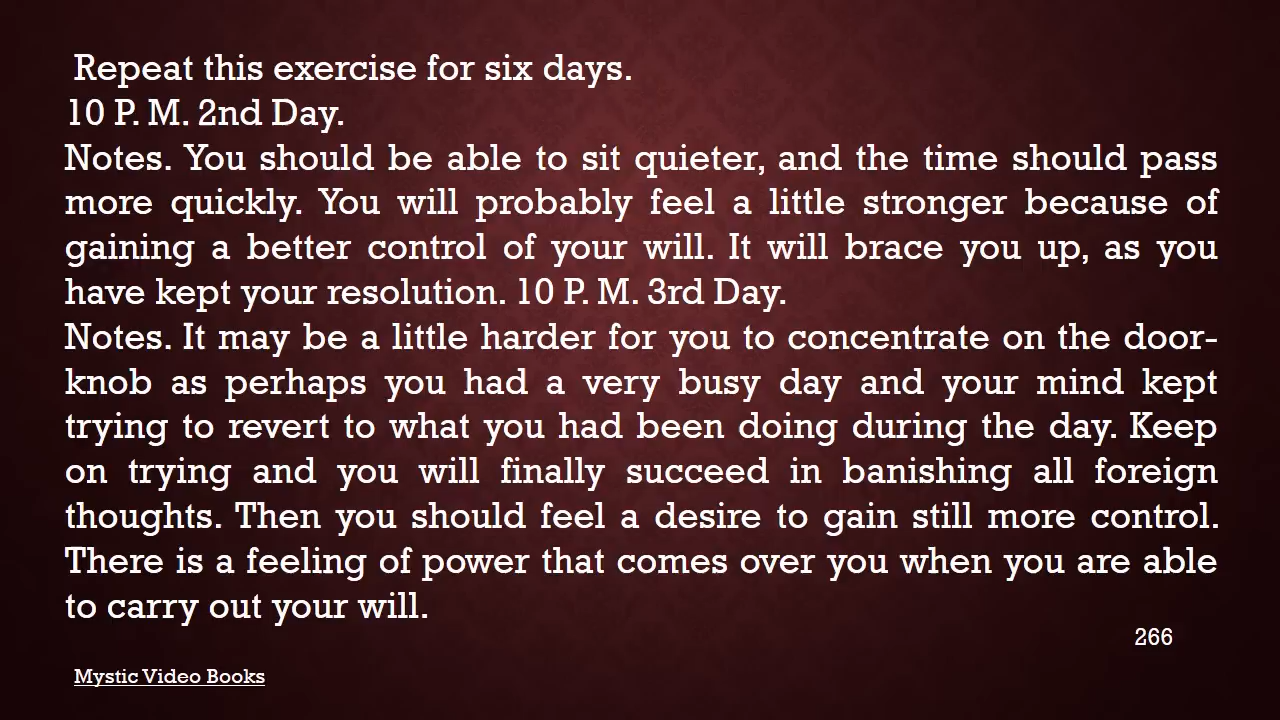 Repeat this exercise for six days.
10 P. M. 2nd Day.
Notes. You should be able to sit quieter, and the time should pass
more quickly. You will probably feel a little stronger because of
gaining a better control of your will. It will brace you up, as you
have kept your resolution. 10 P. M. 3rd Day.
Notes. It may be a little harder for you to concentrate on the door-
knob as perhaps you had a very busy day and your mind kept
trying to revert to what you had been doing during the day. Keep
on trying and you will finally succeed in banishing all foreign
thoughts. Then you should feel a desire to gain still more control.
There is a feeling of power that comes over you when you are able
to carry out your will.
266
Mystic Video Books